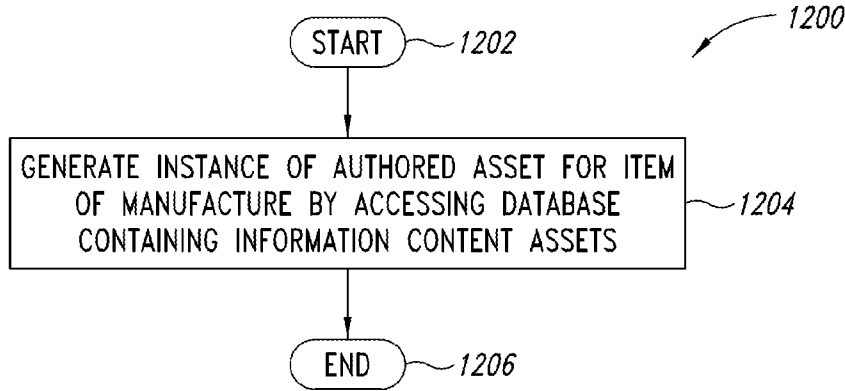 1200
START 1202
GENERATE INSTANCE OF AUTHORED ASSET FOR ITEM
OF MANUFACTURE BY ACCESSING DATABASE
CONTAINING INFORMATION CONTENT ASSETS
1204
END 1206